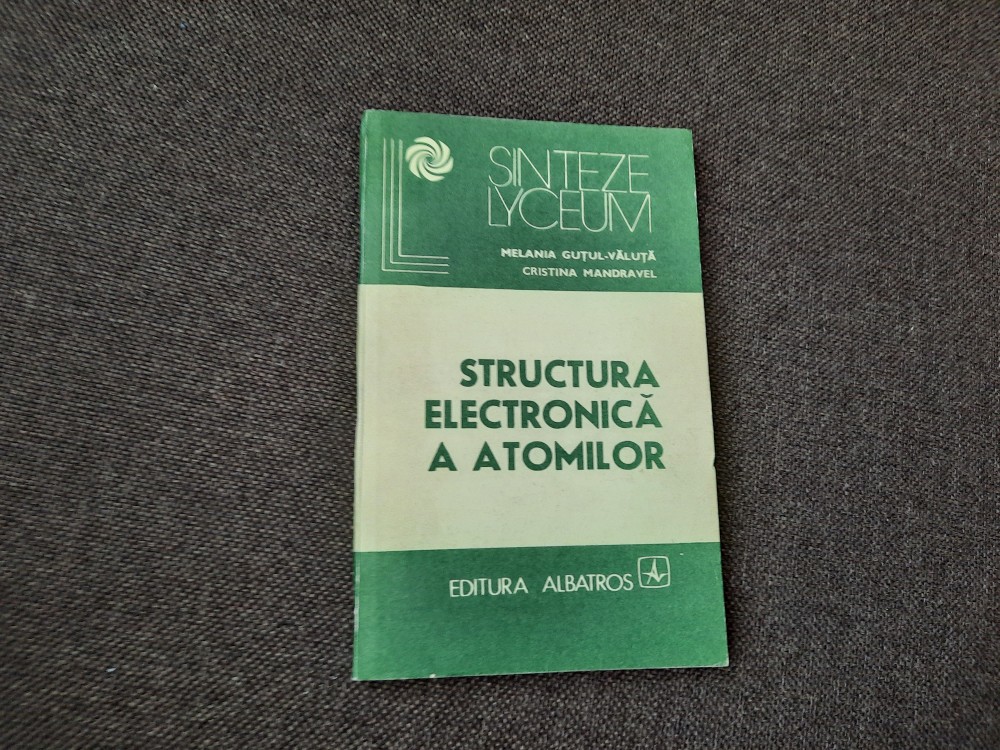 SINTEZE
LYCEUM
MELANIA GUȚUL-VĂLUȚĂ
CRISTINA MANDRAVEL
STRUCTURA
ELECTRONICĂ
A ATOMILOR
EDITURA ALBATROS